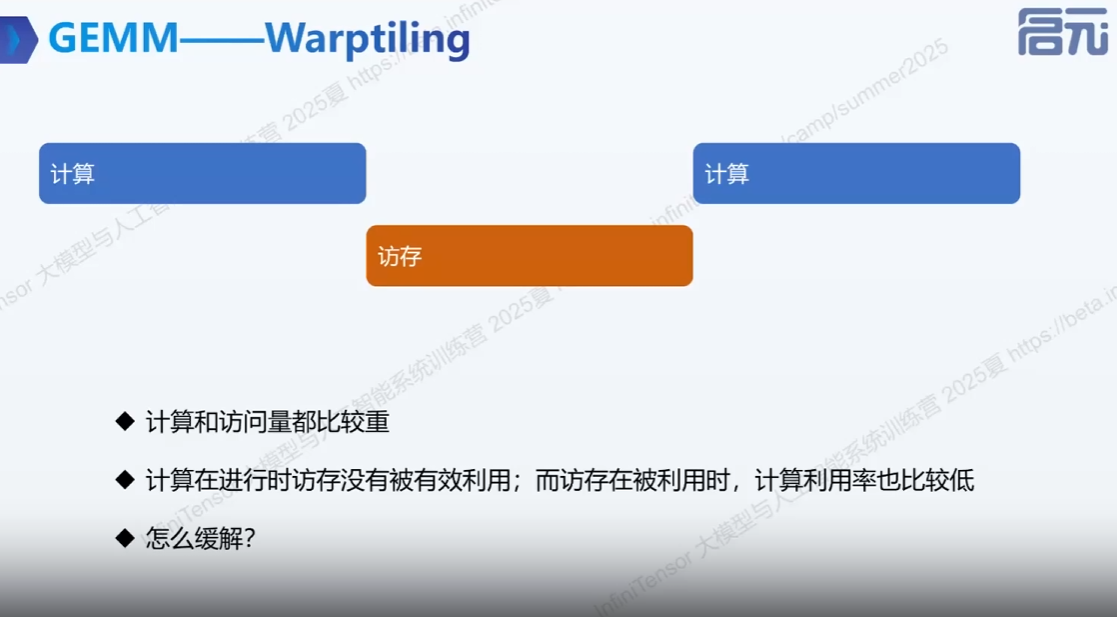 GEMM——Warptiling
启元
计算
计算
访存
计算和访问量都比较重
计算在进行时访存没有被有效利用；而访存在被利用时，计算利用率也比较低
怎么缓解？
InfiniTensor 大模型与人工智能系统训练营 2025夏 https://beta.in